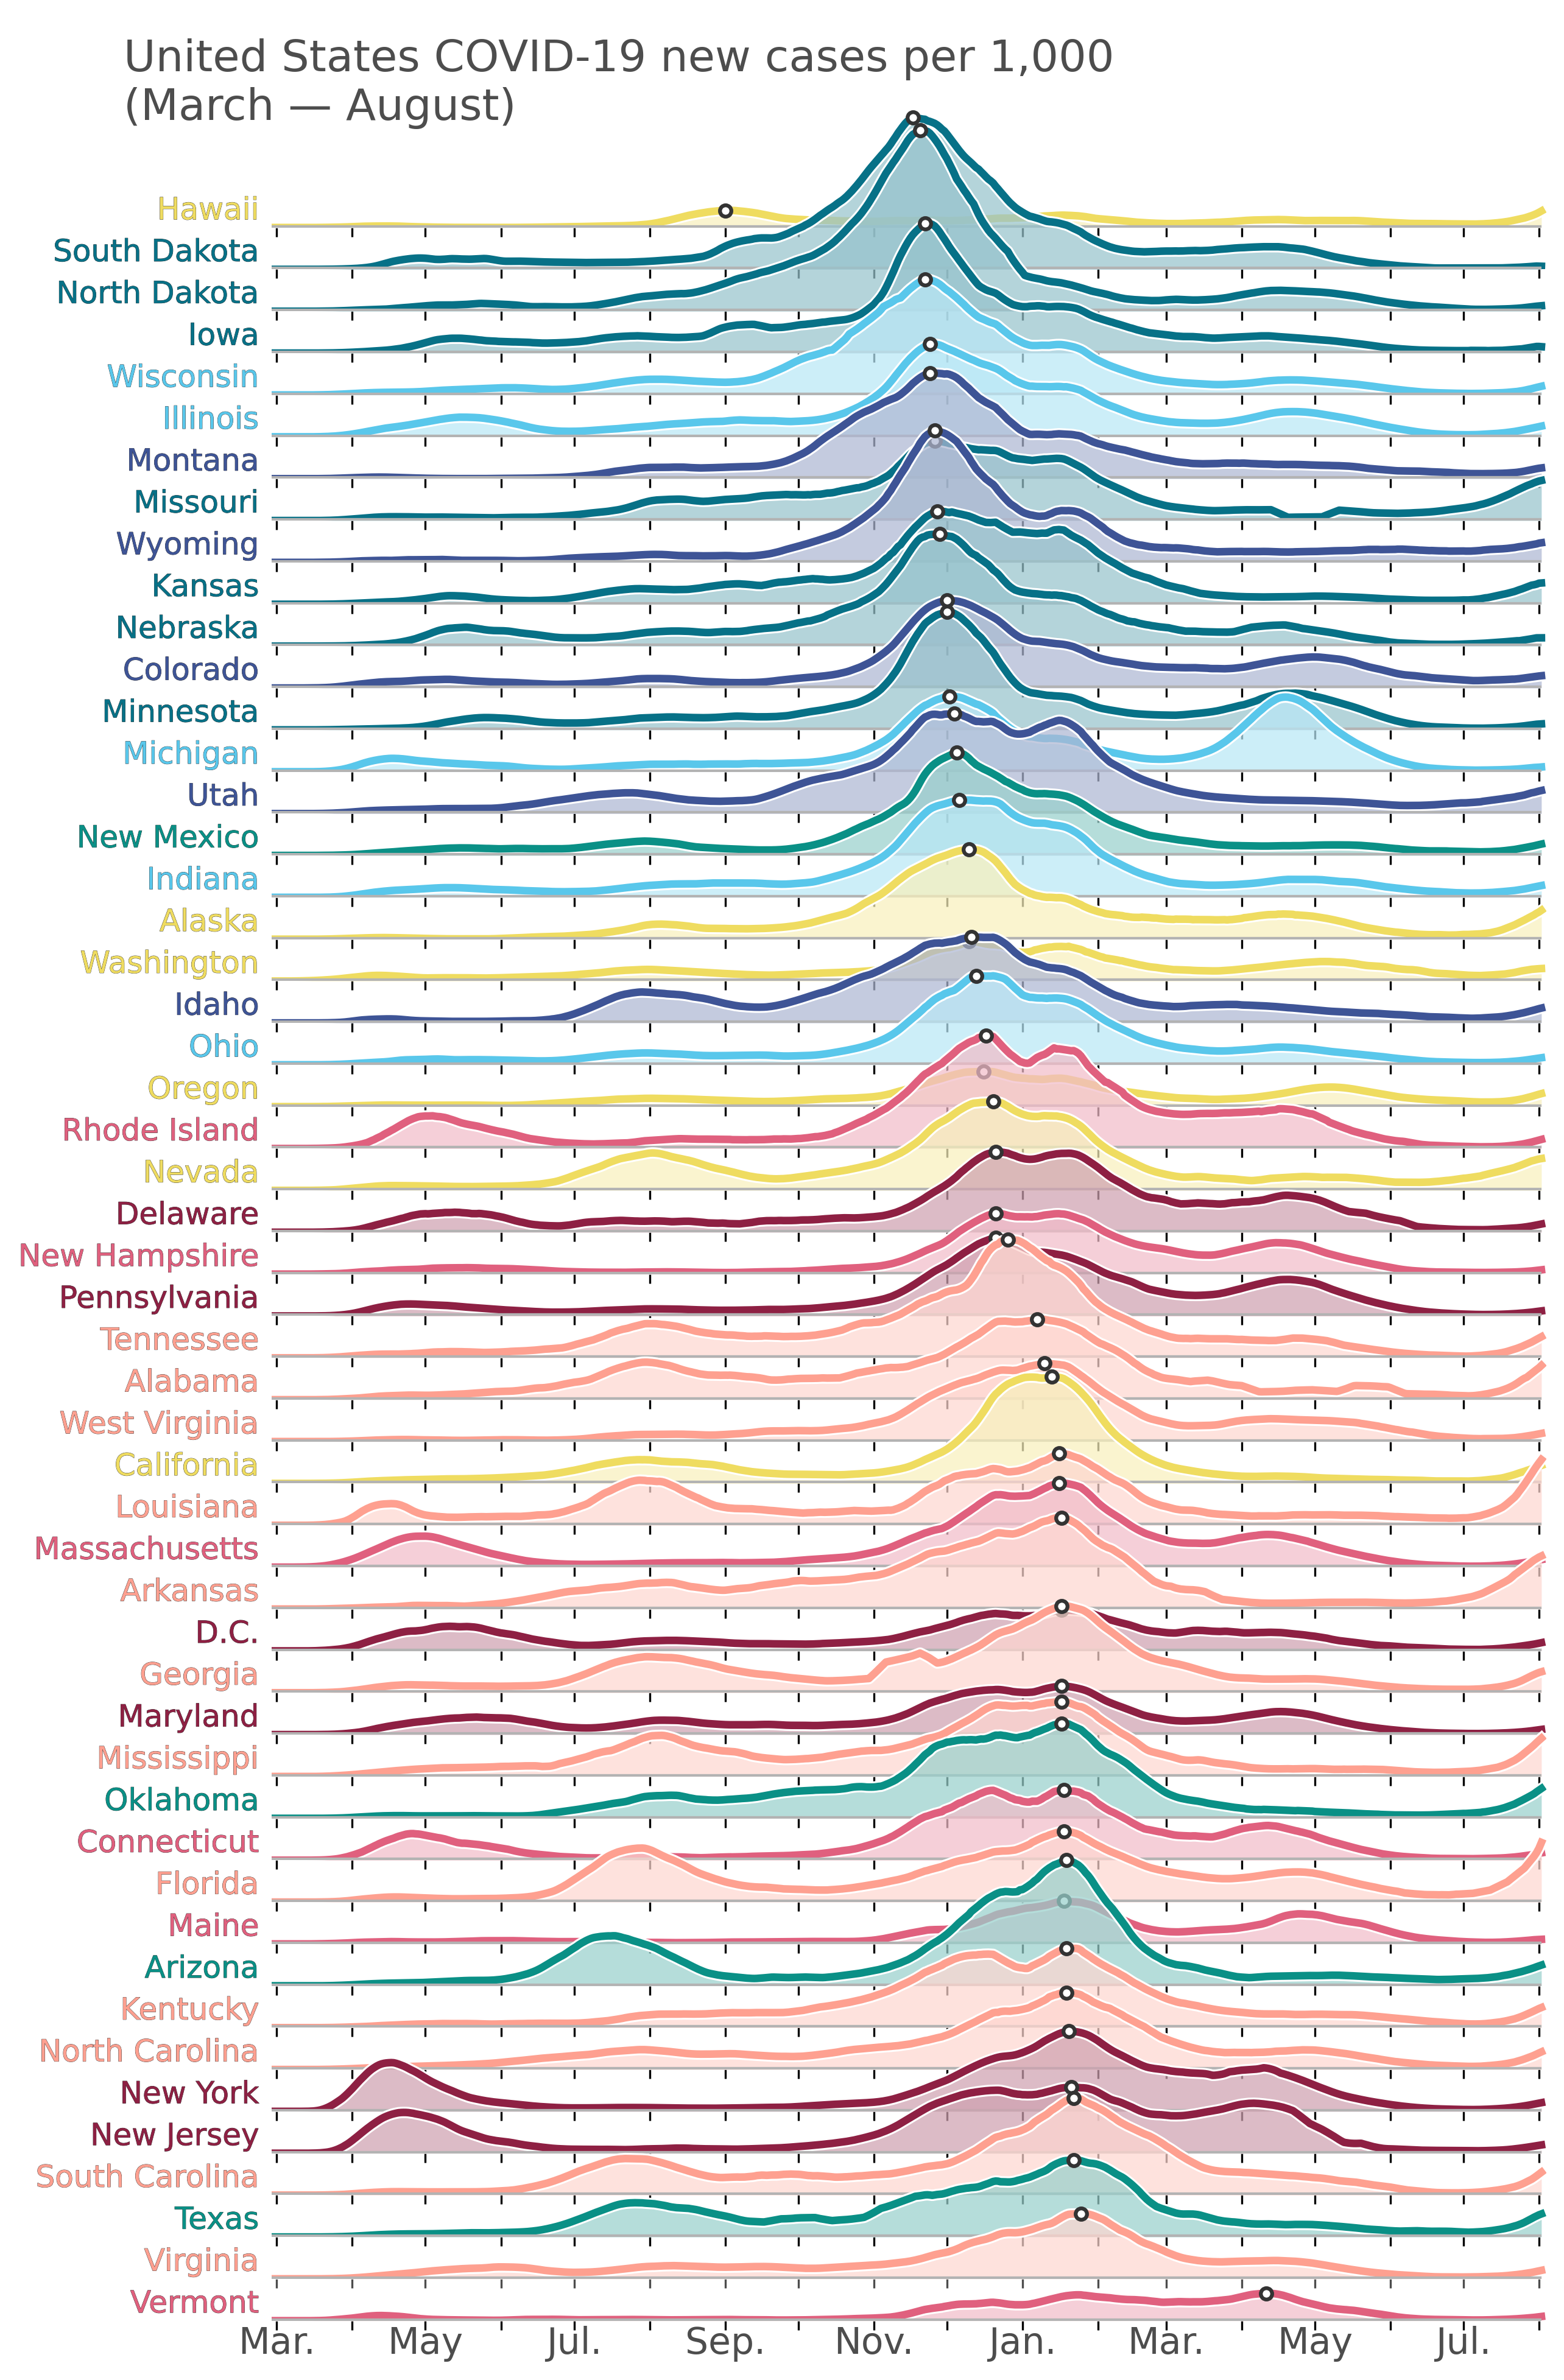 United States COVID-19 new cases per 1,000
(March — August)
Hawaii
South Dakota
North Dakota
Iowa
Wisconsin
Illinois
Montana
Missouri
Wyoming
Kansas
Nebraska
Colorado
Minnesota
Michigan
Utah
New Mexico
Indiana
Alaska
Washington
Idaho
Ohio
Oregon
Rhode Island
Nevada
Delaware
New Hampshire
Pennsylvania
Tennessee
Alabama
West Virginia
California
Louisiana
Massachusetts
Arkansas
D.C.
Georgia
Maryland
Mississippi
Oklahoma
Connecticut
Florida
Maine
Arizona
Kentucky
North Carolina
New York
New Jersey
South Carolina
Texas
Virginia
Vermont
Mar. May Jul. Sep. Nov. Jan. Mar. May Jul.